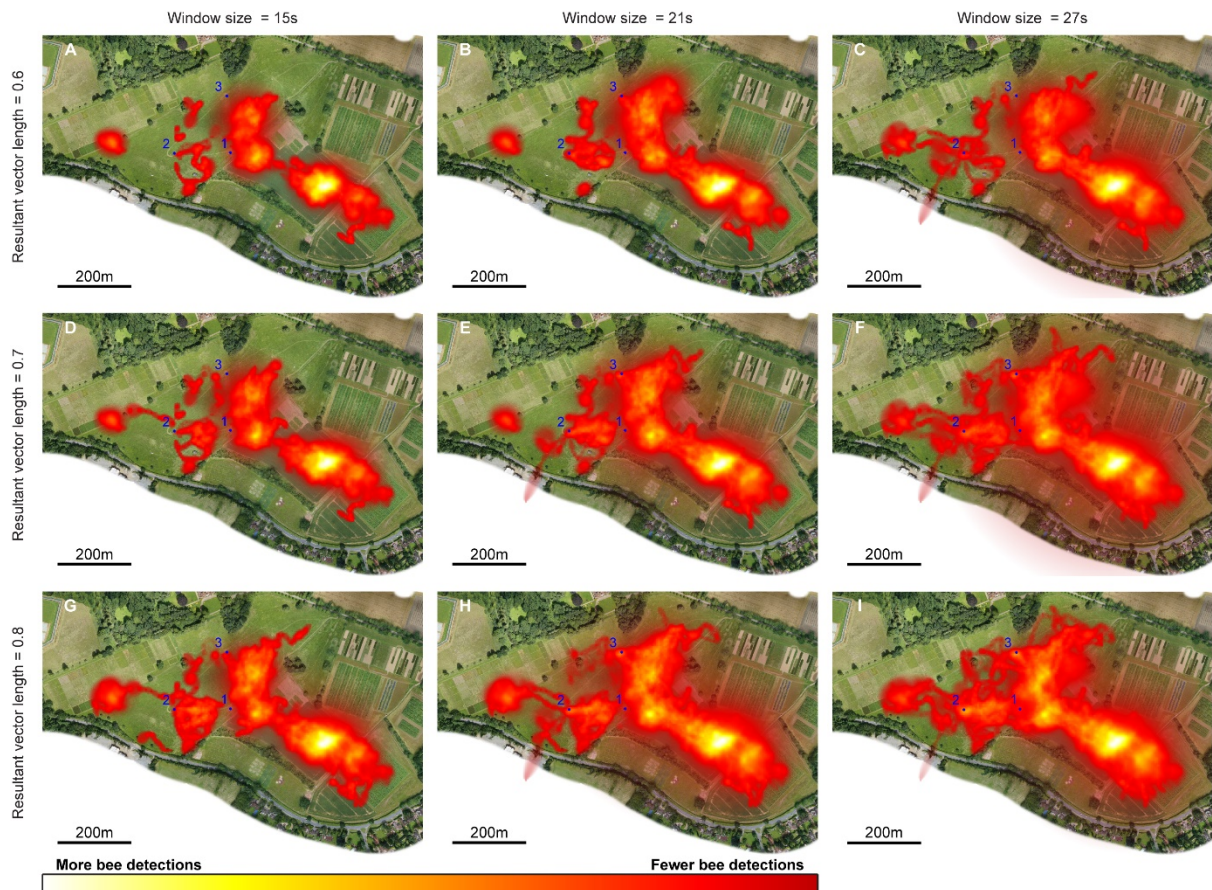 Window size = 15s
Window size = 21s
Window size = 27s
Resultant vector length = 0.6
A
3
2
1
200m
B
3
2
1
200m
C
3
2
1
200m
Resultant vector length = 0.7
D
3
2
1
200m
E
3
2
1
200m
F
3
2
1
200m
Resultant vector length = 0.8
G
3
2
1
200m
H
3
2
1
200m
I
3
2
1
200m
More bee detections
Fewer bee detections